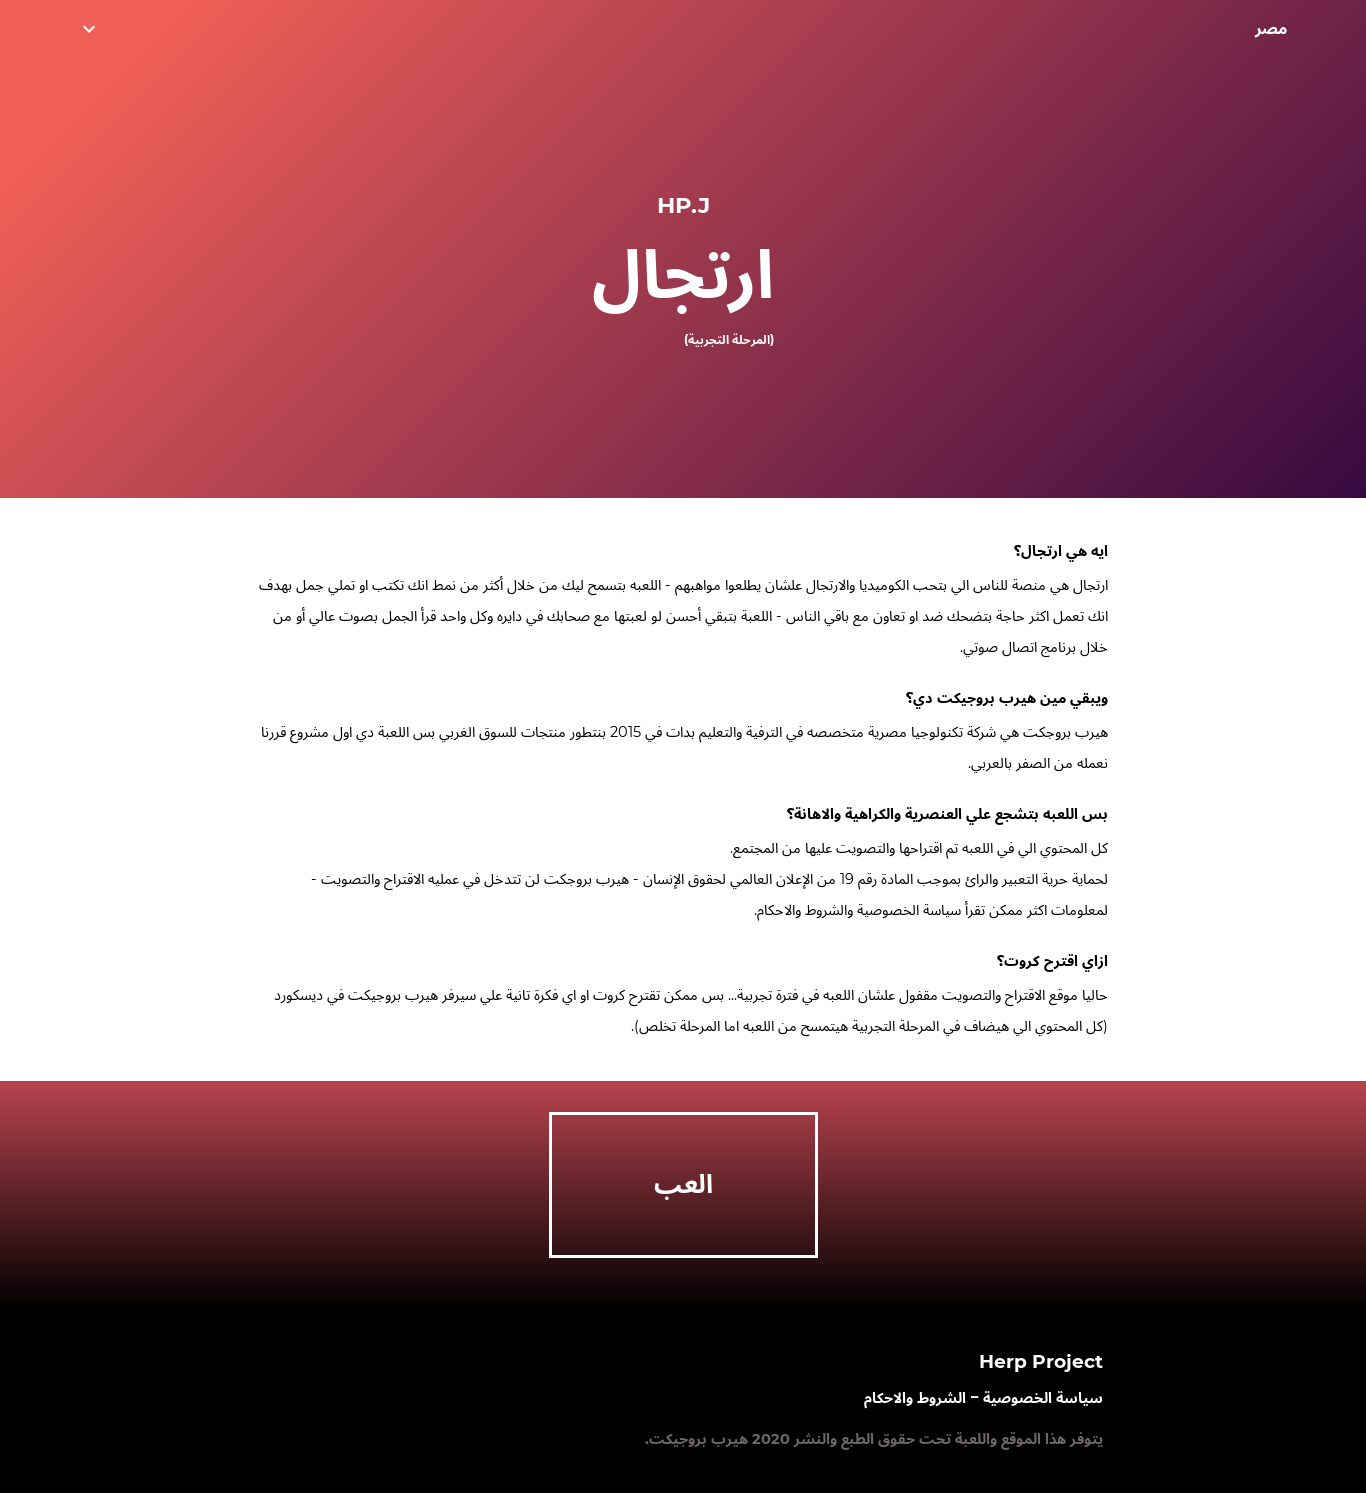 مصر
HP.J
ارتجال
(المرحلة التجربية)
ايه هي ارتجال؟
ارتجال هي منصة للناس الي بتحب الكوميديا والارتجال علشان يطلعوا مواهبهم - اللعبه بتسمح ليك من خلال أكثر من نمط انك تكتب او تملي جمل بهدف
انك تعمل اكثر حاجة بتضحك ضد او تعاون مع باقي الناس - اللعبة بتبقي أحسن لو لعبتها مع صحابك في دايره وكل واحد قرأ الجمل بصوت عالي أو من
خلال برنامج اتصال صوتي.
ويبقي مين هيرب بروجيكت دي؟
هيرب بروجكت هي شركة تكنولوجيا مصرية متخصصه في الترفية والتعليم بدات في 2015 بنتطور منتجات للسوق الغربي بس اللعبة دي اول مشروع قررنا
نعمله من الصفر بالعربي.
بس اللعبه بتشجع علي العنصرية والكراهية والاهانة؟
كل المحتوي الي في اللعبه تم اقتراحها والتصويت عليها من المجتمع.
لحماية حرية التعبير والرائ بموجب المادة رقم 19 من الإعلان العالمي لحقوق الإنسان - هيرب بروجكت لن تتدخل في عمليه الاقتراح والتصويت -
لمعلومات اكثر ممكن تقرأ سياسة الخصوصية والشروط والاحكام.
ازاي اقترح كروت؟
حاليا موقع الاقتراح والتصويت مقفول علشان اللعبه في فترة تجربية... بس ممكن تقترح كروت او اي فكرة تانية علي سيرفر هيرب بروجيكت في ديسكورد
(كل المحتوي الي هيضاف في المرحلة التجربية هيتمسح من اللعبه اما المرحلة تخلص).
العب
Herp Project
سياسة الخصوصية – الشروط والاحكام
يتوفر هذا الموقع واللعبة تحت حقوق الطبع والنشر 2020 هيرب بروجيكت.